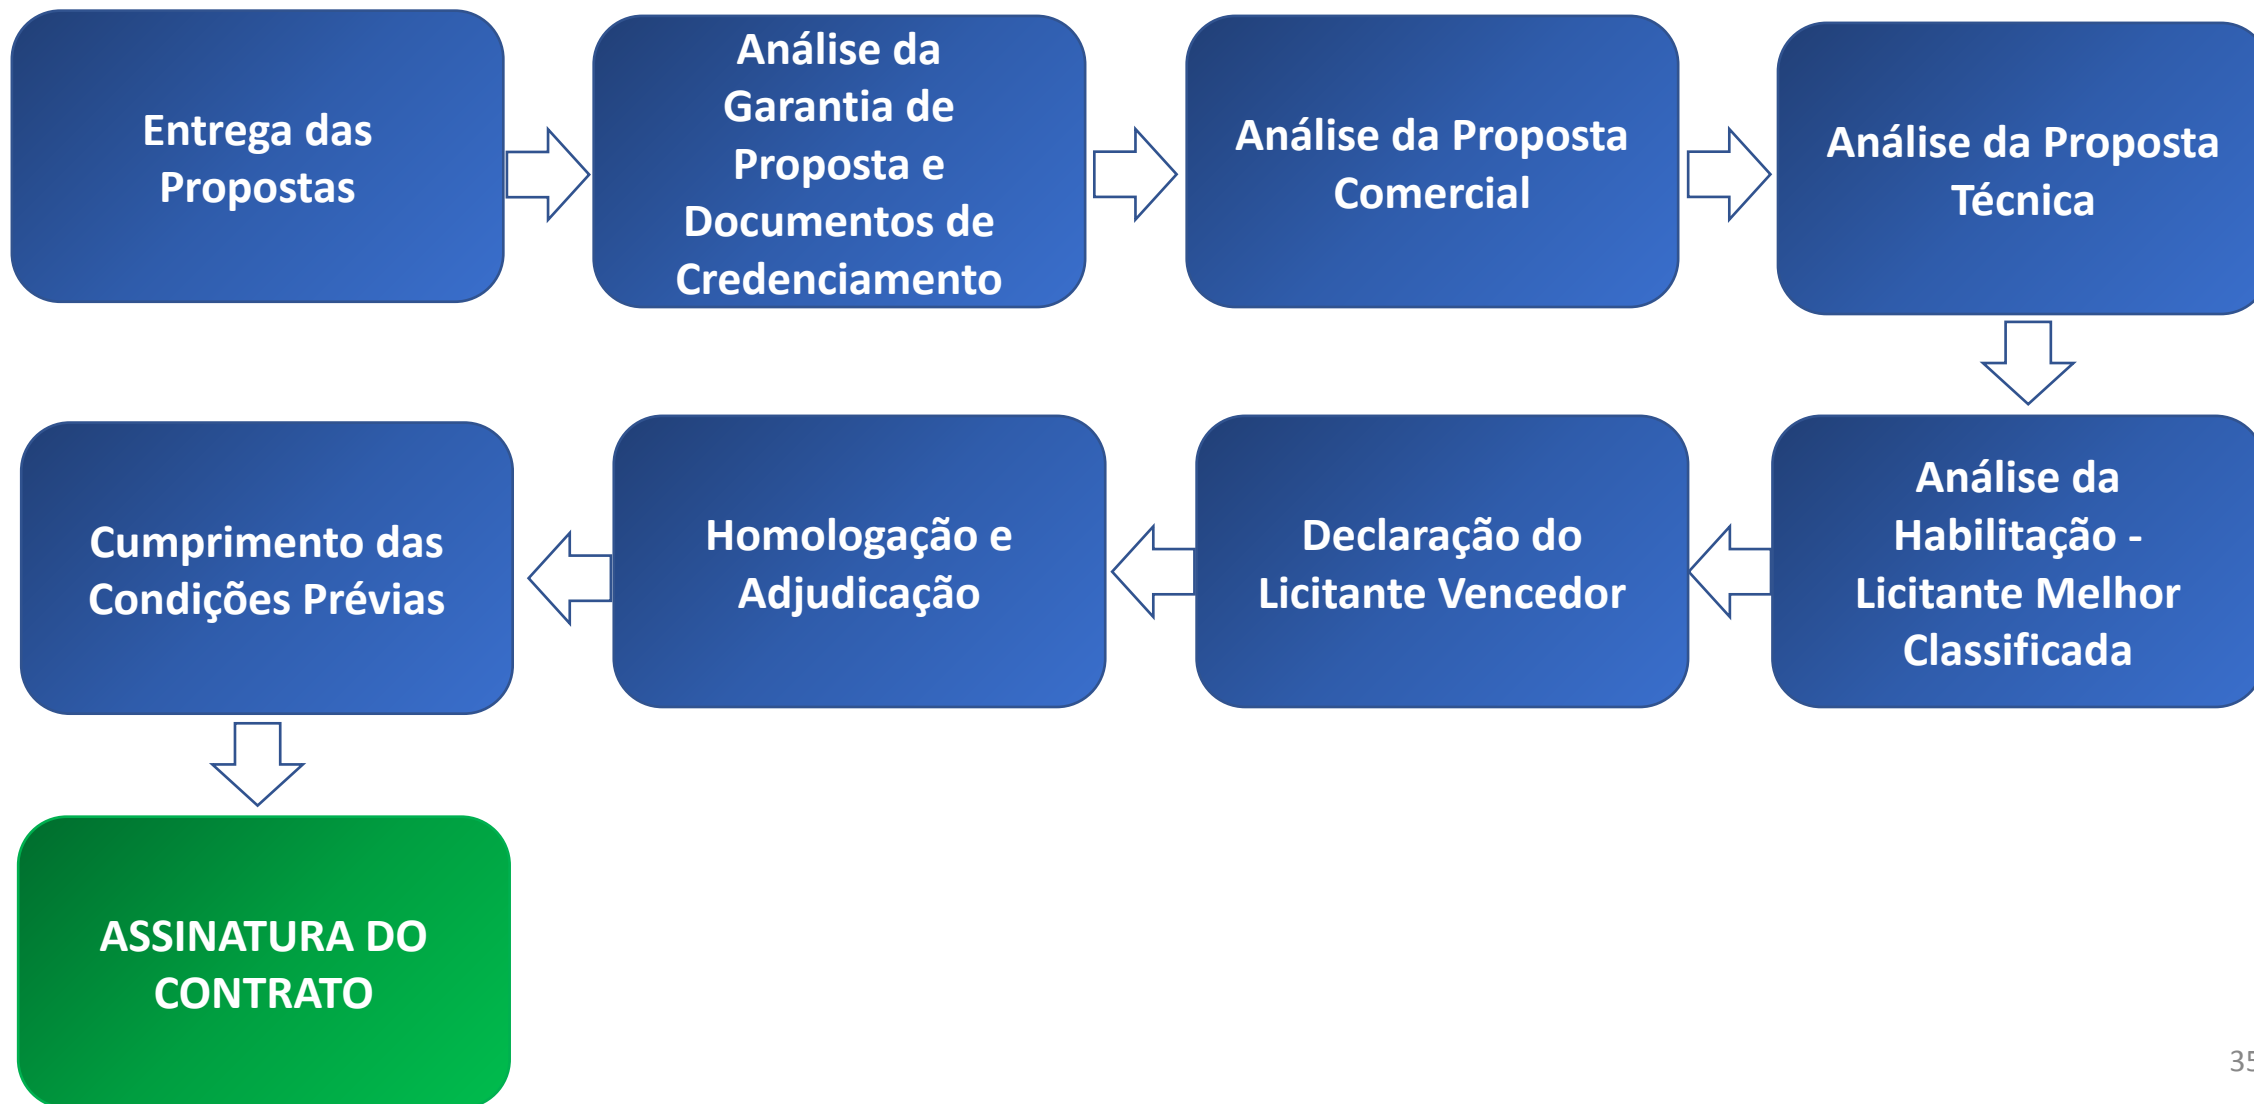 Entrega das
Propostas
Análise da
Garantia de
Proposta e
Documentos de
Credenciamento
Análise da Proposta
Comercial
Análise da Proposta
Técnica
Análise da
Habilitação -
Licitante Melhor
Classificada
Declaração do
Licitante Vencedor
Homologação e
Adjudicação
Cumprimento das
Condições Prévias
ASSINATURA DO
CONTRATO
35